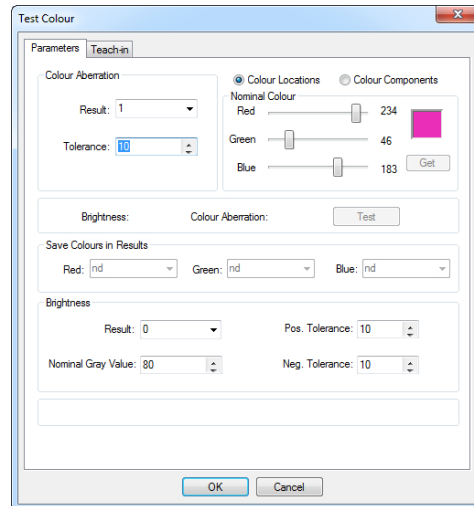 Test Colour
Parameters Teach-in
Colour Aberration
Result: 1
Tolerance: 10
Colour Locations Colour Components
Nominal Colour
Red 234
Green 46
Blue 183 Get
Brightness: Colour Aberration: Test
Save Colours in Results
Red: nd Green: nd Blue: nd
Brightness
Result: 0 Pos. Tolerance: 10
Nominal Gray Value: 80 Neg. Tolerance: 10
OK Cancel